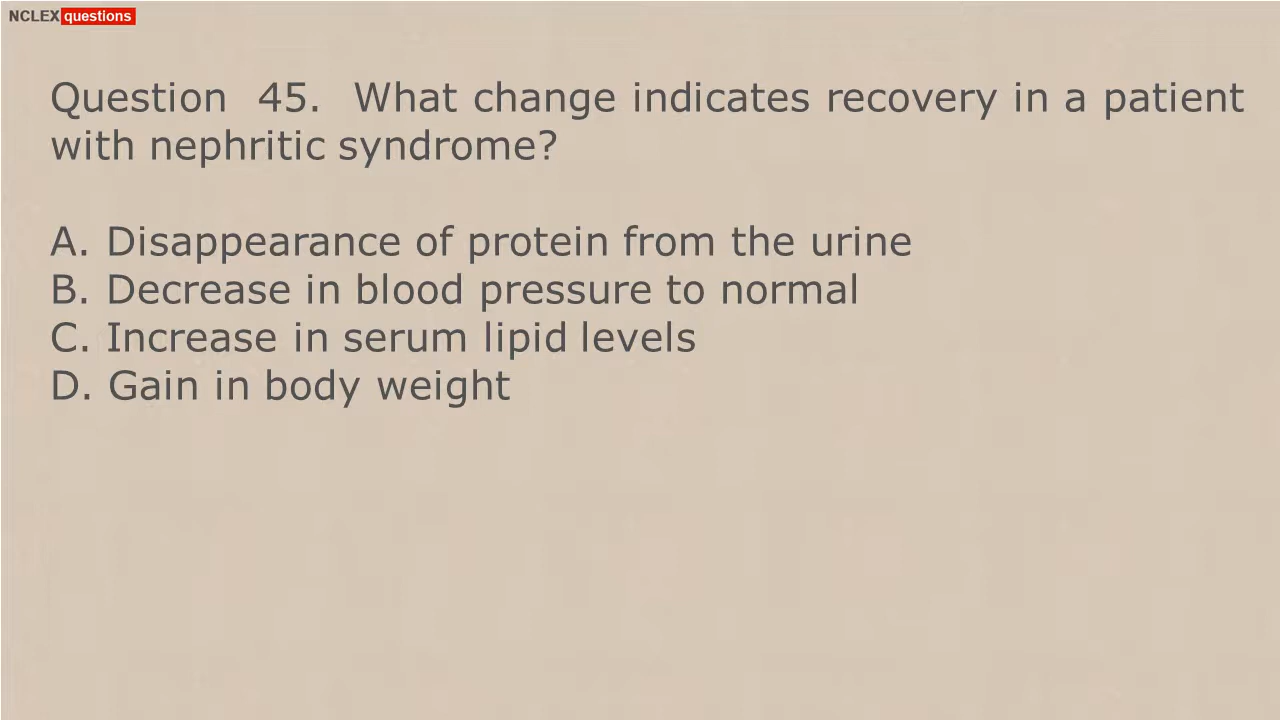 NCLEX questions
Question 45. What change indicates recovery in a patient
with nephritic syndrome?
A. Disappearance of protein from the urine
B. Decrease in blood pressure to normal
C. Increase in serum lipid levels
D. Gain in body weight